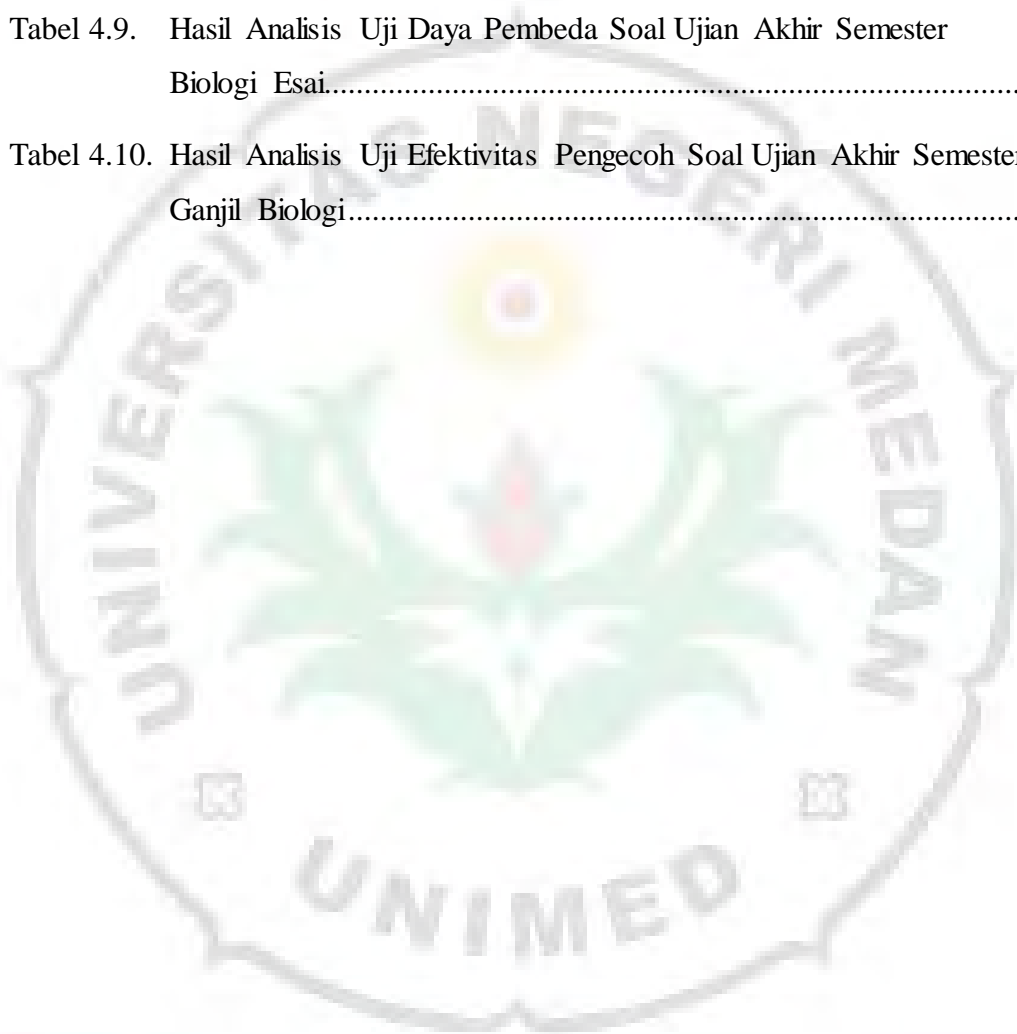 Tabel 4.9. Hasil Analisis Uji Daya Pembeda Soal Ujian Akhir Semester
Biologi Esai..........................................................................................................
Tabel 4.10. Hasil Analisis Uji Efektivitas Pengecoh Soal Ujian Akhir Semester
Ganjil Biologi.......................................................................................................
UNIVERSITAS NEGERI MEDAN
UNIMED